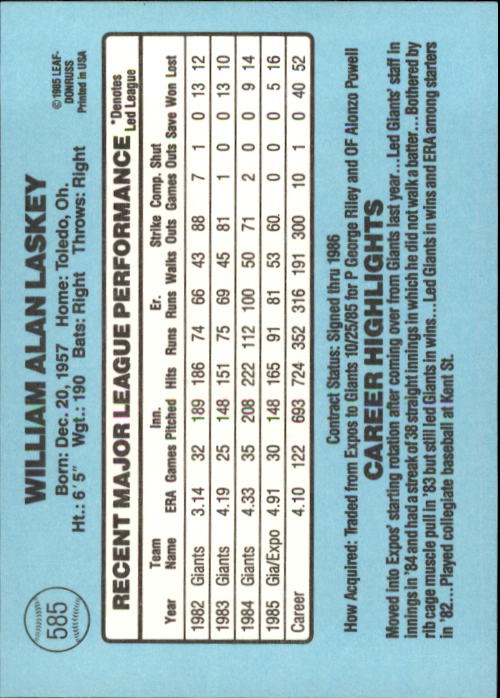 585
WILLIAM ALAN LASKEY
© 1985 LEAF-
DONRUSS
Printed in USA
Born: Dec. 20, 1957 Home: Toledo, Oh.
Ht.: 6' 5" Wgt.: 190 Bats: Right Throws: Right
RECENT MAJOR LEAGUE PERFORMANCE *Denotes
Led League
Team Inn. Er. Strike Comp. Shut
Year Name ERA Games Pitched Hits Runs Runs Walks Outs Games Outs Save Won Lost
1982 Giants 3.14 32 189 186 74 66 43 88 7 1 0 13 12
1983 Giants 4.19 25 148 151 75 69 45 81 1 0 0 13 10
1984 Giants 4.33 35 208 222 112 100 50 71 2 0 0 9 14
1985 Gia/Expo 4.91 30 148 165 91 81 53 60. 0 0 0 5 16
Career 4.10 122 693 724 352 316 191 300 10 1 0 40 52
Contract Status: Signed thru 1986
How Acquired: Traded from Expos to Giants 10/25/85 for P George Riley and OF Alonzo Powell
CAREER HIGHLIGHTS
Moved into Expos' starting rotation after coming over from Giants last year...Led Giants' staff in
innings in '84 and had a streak of 38 straight innings in which he did not walk a batter...Bothered by
rib cage muscle pull in '83 but still led Giants in wins...Led Giants in wins and ERA among starters
in '82...Played collegiate baseball at Kent St.